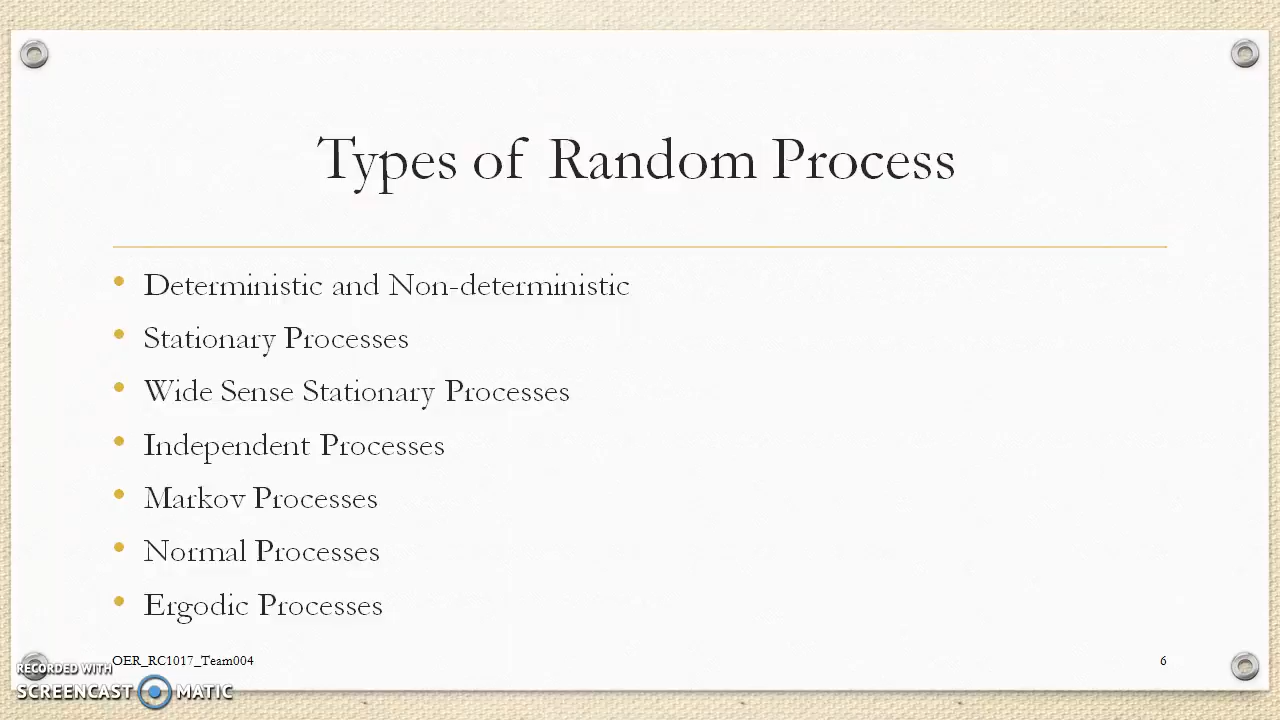 Types of Random Process
• Deterministic and Non-deterministic
• Stationary Processes
• Wide Sense Stationary Processes
• Independent Processes
• Markov Processes
• Normal Processes
• Ergodic Processes
OER_RC1017_Team004
6
RECORDED WITH
SCREENCAST MATIC